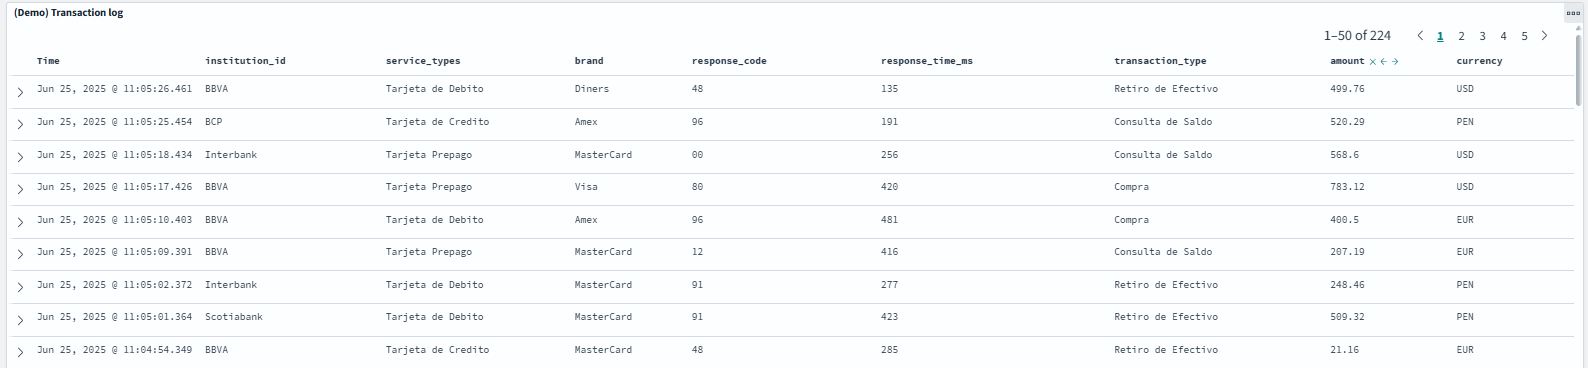 (Demo) Transaction log
1–50 of 224 1 2 3 4 5
Time institution_id service_types brand response_code response_time_ms transaction_type amount currency
Jun 25, 2025 @ 11:05:26.461 BBVA Tarjeta de Debito Diners 48 135 Retiro de Efectivo 499.76 USD
Jun 25, 2025 @ 11:05:25.454 BCP Tarjeta de Credito Amex 96 191 Consulta de Saldo 520.29 PEN
Jun 25, 2025 @ 11:05:18.434 Interbank Tarjeta Prepago MasterCard 00 256 Consulta de Saldo 568.6 USD
Jun 25, 2025 @ 11:05:17.426 BBVA Tarjeta Prepago Visa 80 420 Compra 783.12 USD
Jun 25, 2025 @ 11:05:10.403 BBVA Tarjeta de Debito Amex 96 481 Compra 400.5 EUR
Jun 25, 2025 @ 11:05:09.391 BBVA Tarjeta Prepago MasterCard 12 416 Consulta de Saldo 207.19 EUR
Jun 25, 2025 @ 11:05:02.372 Interbank Tarjeta de Debito MasterCard 91 277 Retiro de Efectivo 248.46 PEN
Jun 25, 2025 @ 11:05:01.364 Scotiabank Tarjeta de Debito MasterCard 91 423 Retiro de Efectivo 509.32 PEN
Jun 25, 2025 @ 11:04:54.349 BBVA Tarjeta de Credito MasterCard 48 285 Retiro de Efectivo 21.16 EUR